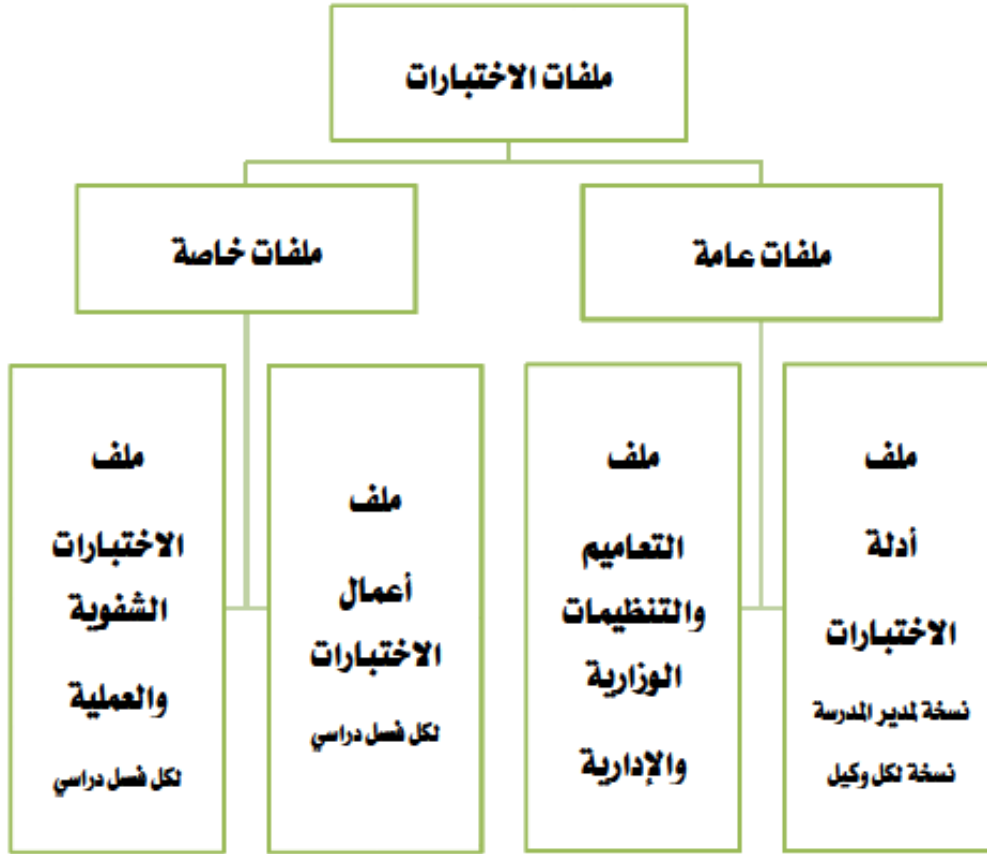 ملفات الاختبارات
ملفات عامة
ملفات خاصة
ملف
أدلة
الاختبارات
نسخة لمدير المدرسة
نسخة لكل وكيل
ملف
التعاميم
والتنظيمات
الوزارية
والإدارية
ملف
أعمال
الاختبارات
لكل فصل دراسي
ملف
الاختبارات
الشفوية
والعملية
لكل فصل دراسي